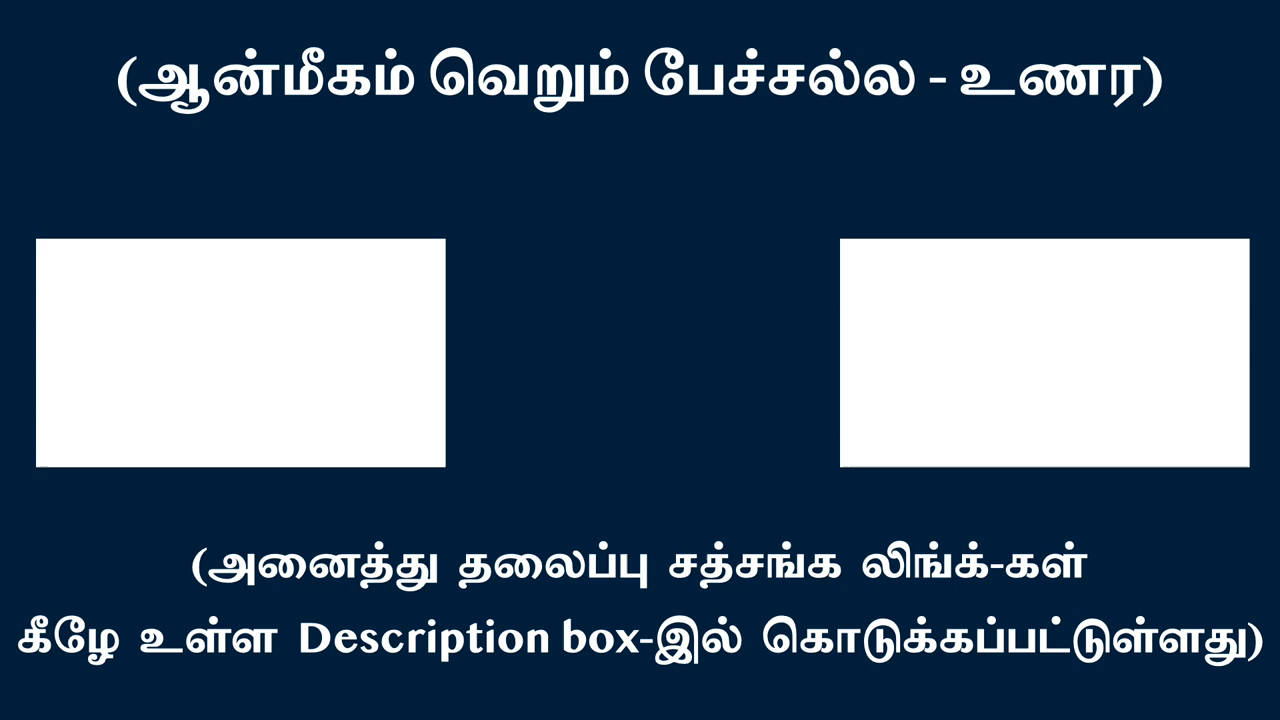 (ஆன்மீகம் வெறும் பேச்சல்ல - உணர)
(அனைத்து தலைப்பு சத்சங்க லிங்க்-கள்
கீழே உள்ள Description box-இல் கொடுக்கப்பட்டுள்ளது)